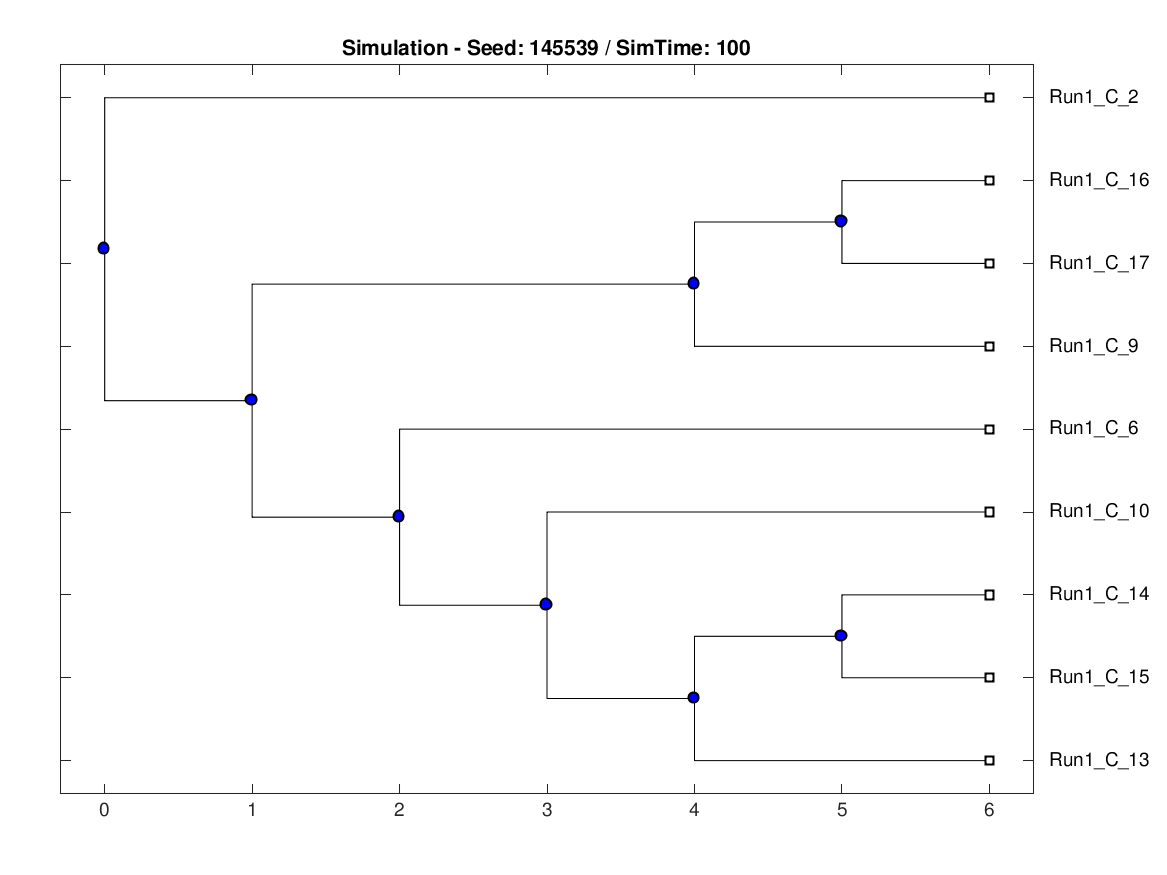 Simulation - Seed: 145539 / SimTime: 100
Run1_C_2
Run1_C_16
Run1_C_17
Run1_C_9
Run1_C_6
Run1_C_10
Run1_C_14
Run1_C_15
Run1_C_13
0 1 2 3 4 5 6